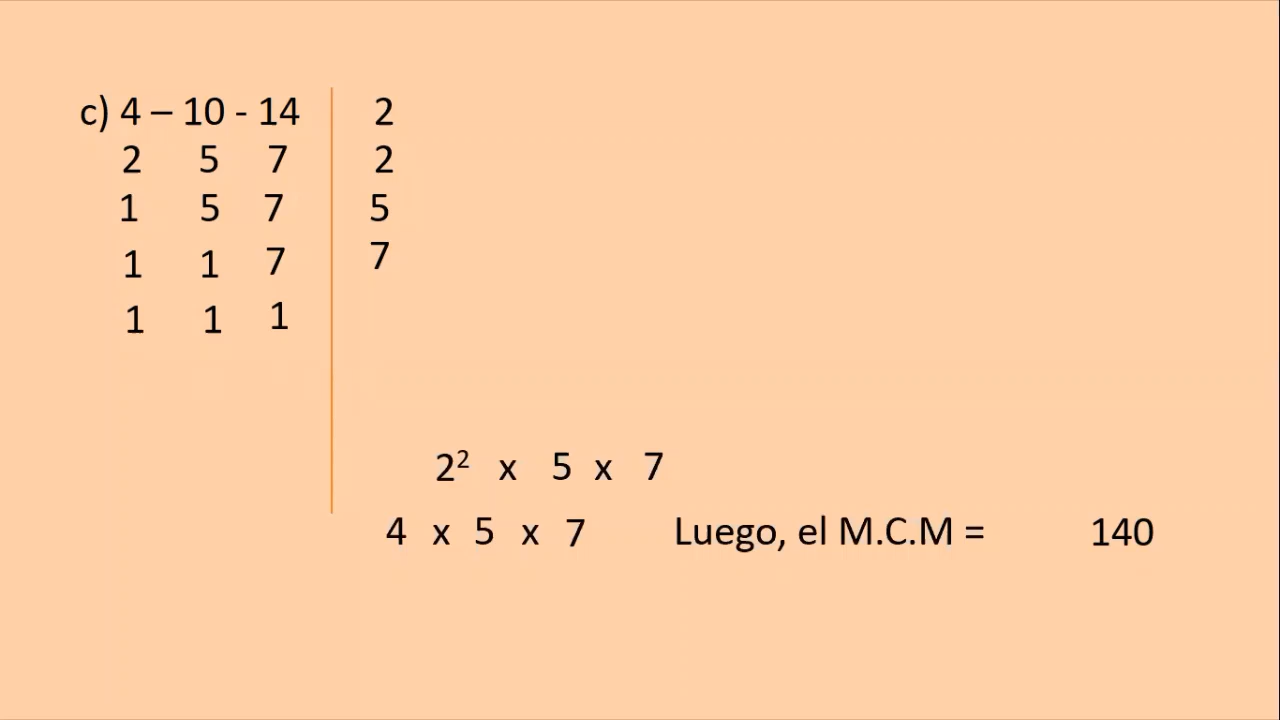 c) 4 – 10 - 14 2
2 5 7 2
1 5 7 5
1 1 7 7
1 1 1
2² x 5 x 7
4 x 5 x 7 Luego, el M.C.M = 140